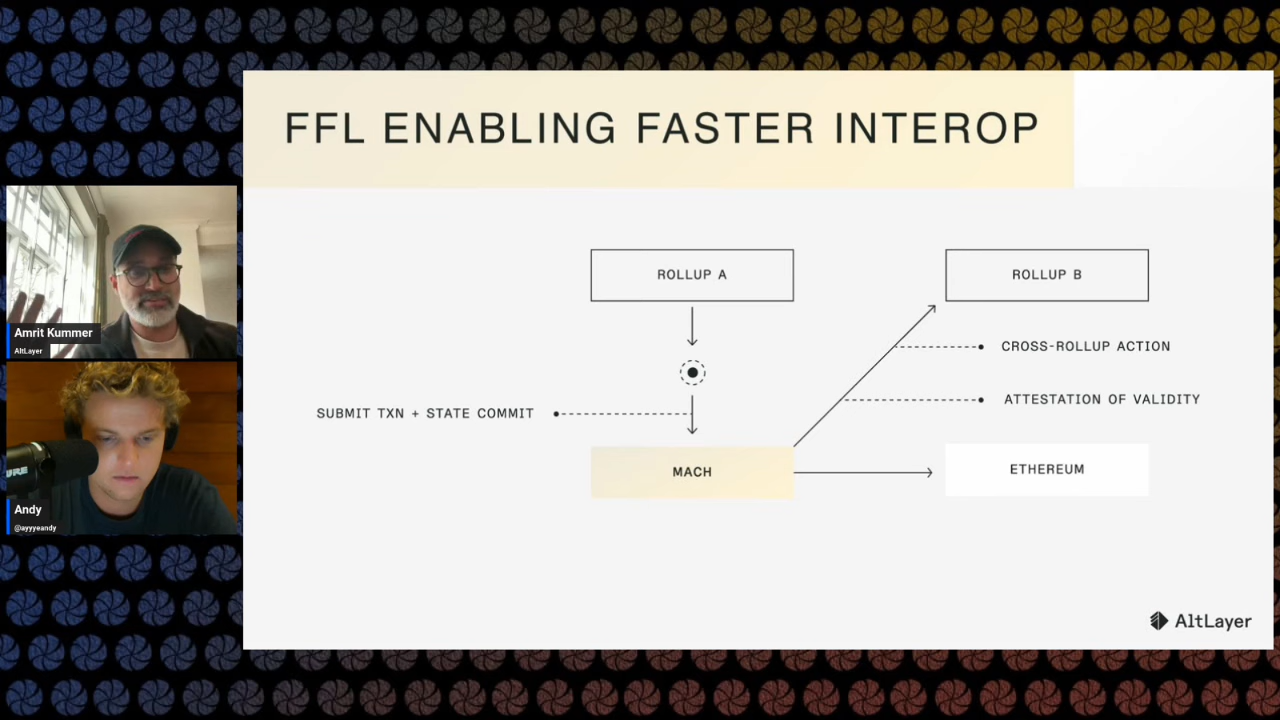 FFL ENABLING FASTER INTEROP
ROLLUP A
ROLLUP B
CROSS-ROLLUP ACTION
ATTESTATION OF VALIDITY
SUBMIT TXN + STATE COMMIT
MACH
ETHEREUM
AltLayer
Amrit Kummer
AltLayer
URE
Andy
@ayyyeandy